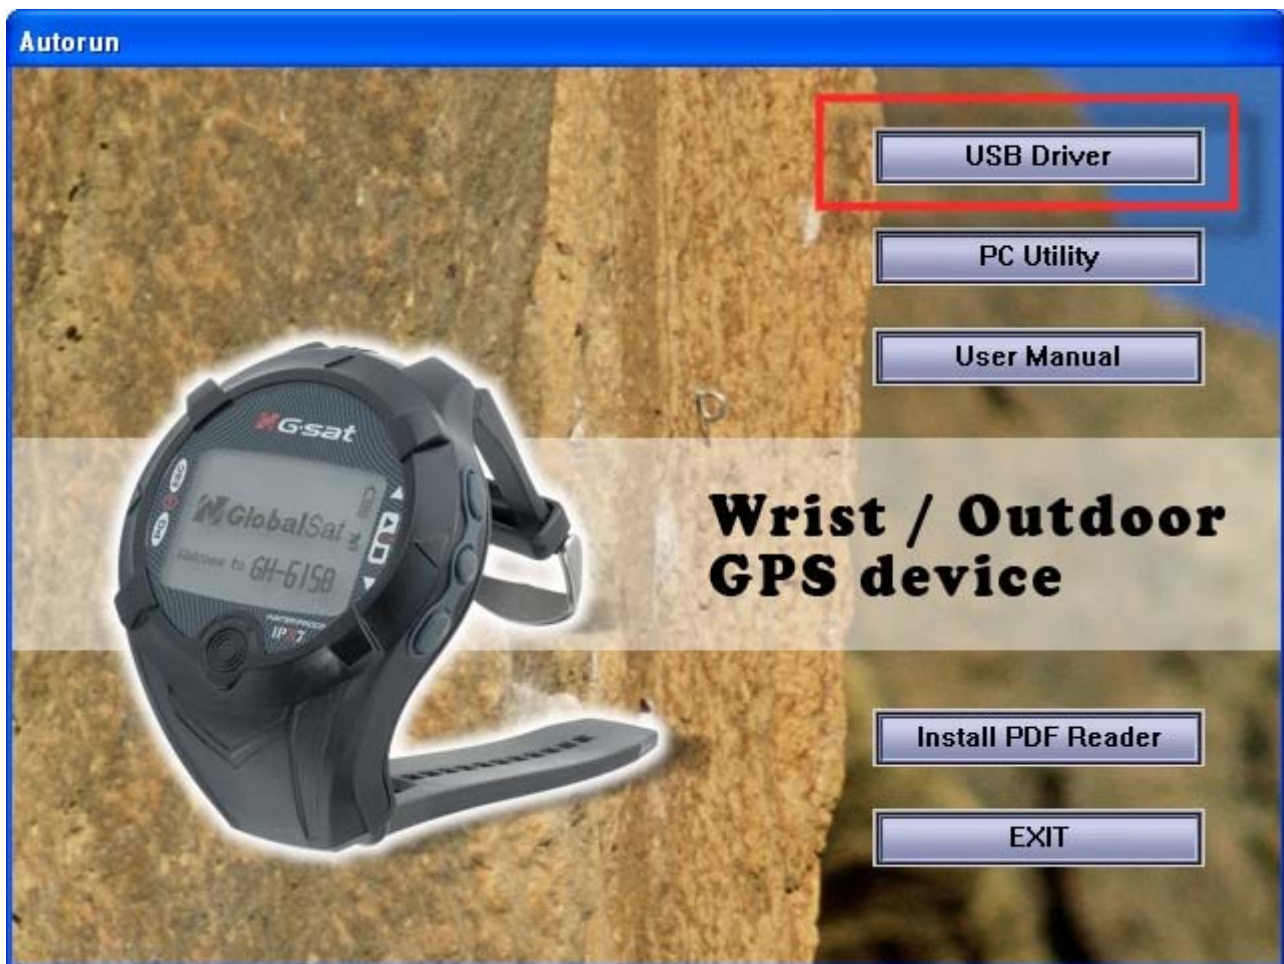 Autorun
USB Driver
PC Utility
User Manual
G-sat
GlobalSat
Welcome to GH-615B
WATERPROOF
IPX7
Wrist / Outdoor
GPS device
Install PDF Reader
EXIT